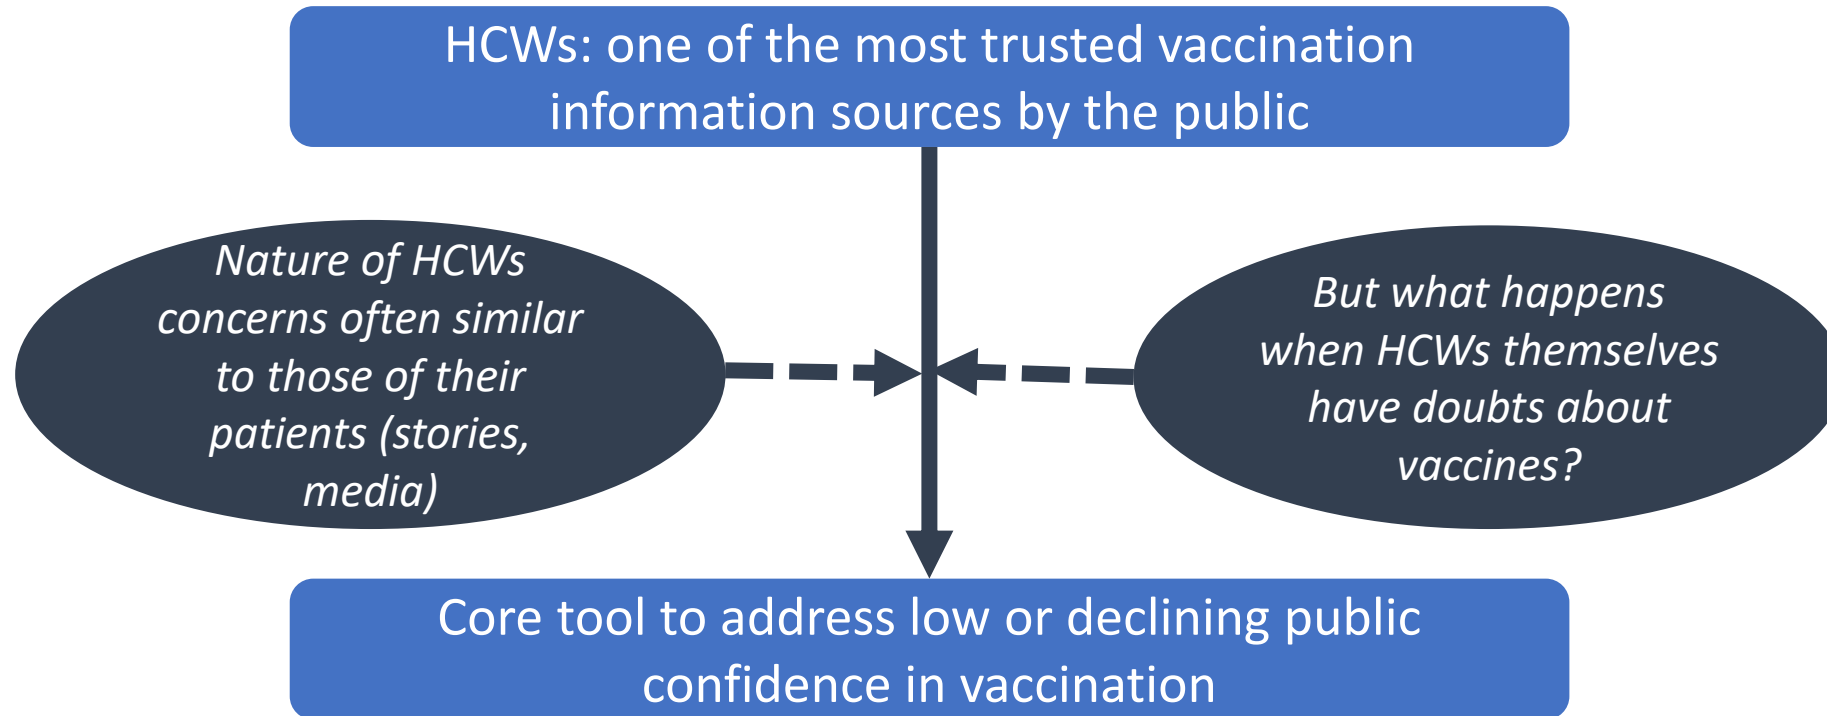 HCWs: one of the most trusted vaccination
information sources by the public
Nature of HCWs
concerns often similar
to those of their
patients (stories,
media)
But what happens
when HCWs themselves
have doubts about
vaccines?
Core tool to address low or declining public
confidence in vaccination